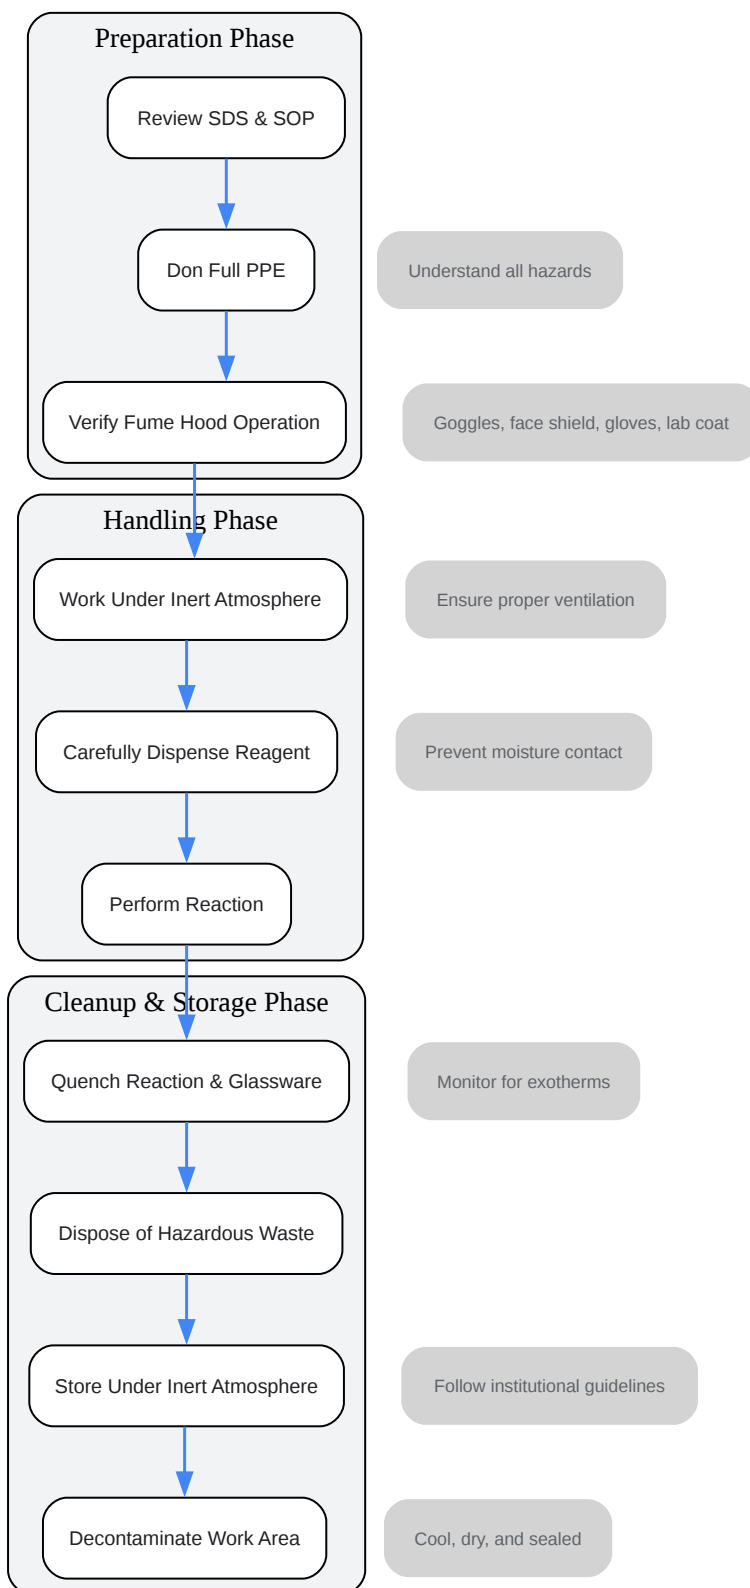 Preparation Phase
Review SDS & SOP
Don Full PPE
Understand all hazards
Verify Fume Hood Operation
Goggles, face shield, gloves, lab coat
Handling Phase
Work Under Inert Atmosphere
Ensure proper ventilation
Carefully Dispense Reagent
Prevent moisture contact
Perform Reaction
Cleanup & Storage Phase
Quench Reaction & Glassware
Monitor for exotherms
Dispose of Hazardous Waste
Store Under Inert Atmosphere
Follow institutional guidelines
Decontaminate Work Area
Cool, dry, and sealed